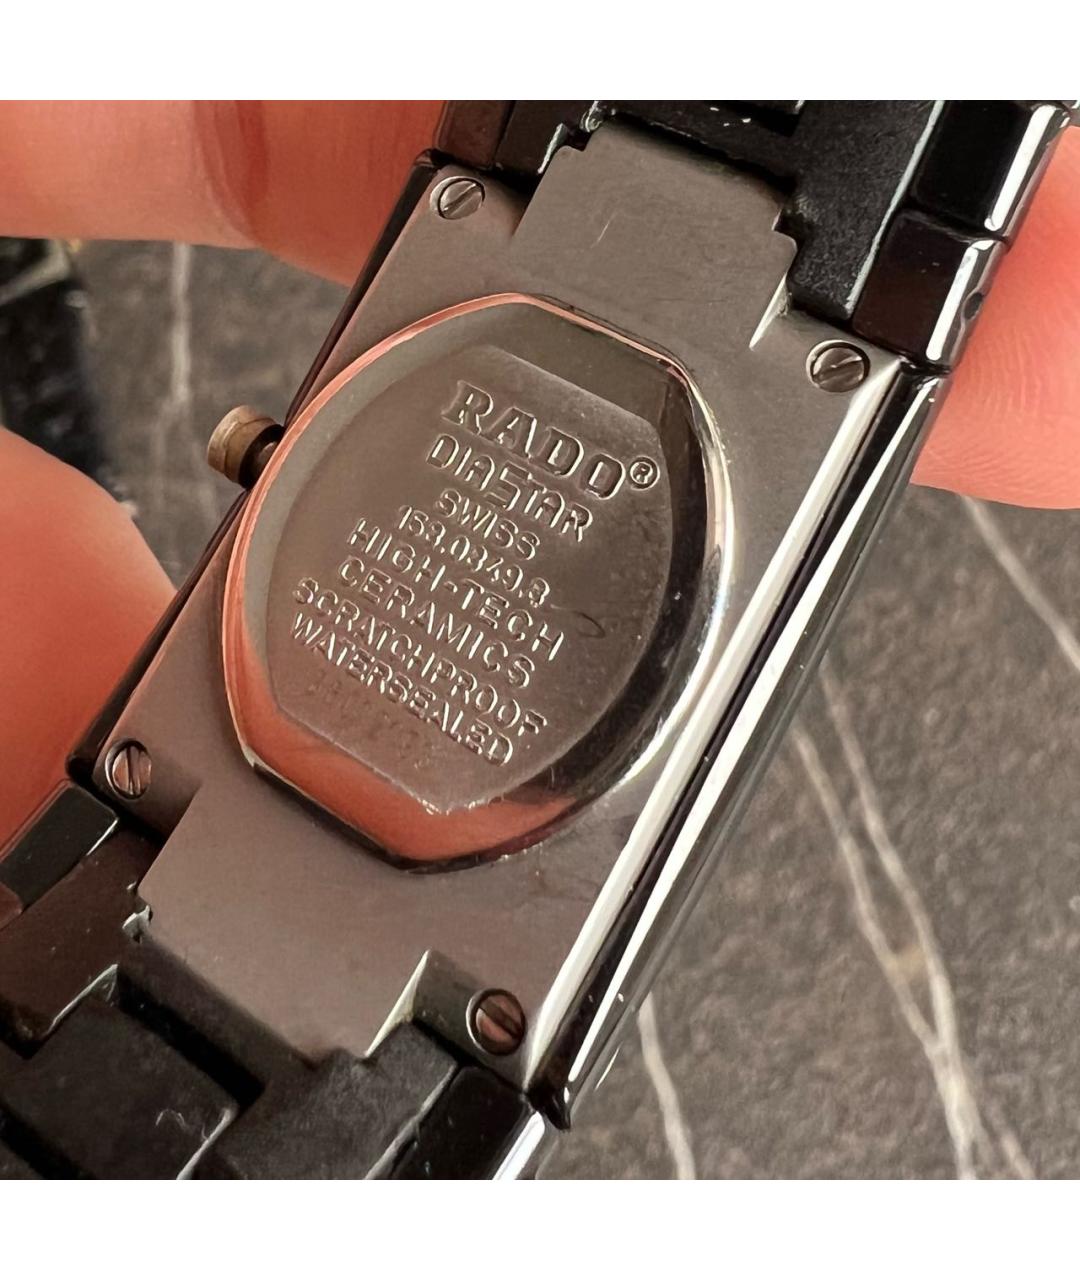 RADO®
DIASTAR
SWISS
153.0349.3
HIGH-TECH
CERAMICS
SCRATCHPROOF
WATERSEALED